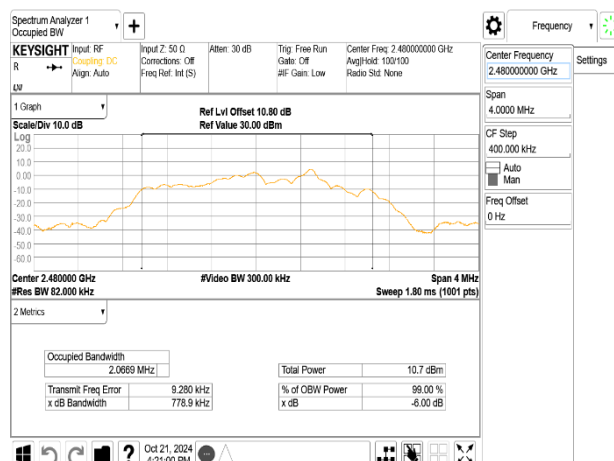 Spectrum Analyzer 1
Occupied BW
Frequency
KEYSIGHT
R
Input: RF
Coupling: DC
Align: Auto
Input Z: 50 Ω
Corrections: Off
Freq Ref: Int (S)
Atten: 30 dB
Trig: Free Run
Gate: Off
#IF Gain: Low
Center Freq: 2.480000000 GHz
Avg|Hold: 100/100
Radio Std: None
Center Frequency
2.480000000 GHz
Settings
Span
4.0000 MHz
CF Step
400.000 kHz
Auto
Man
Freq Offset
0 Hz
1 Graph
Scale/Div 10.0 dB
Ref Lvl Offset 10.80 dB
Ref Value 30.00 dBm
Log
20.0
10.0
0.00
-10.0
-20.0
-30.0
-40.0
-50.0
-60.0
Center 2.480000 GHz
#Res BW 82.000 kHz
#Video BW 300.00 kHz
Span 4 MHz
Sweep 1.80 ms (1001 pts)
2 Metrics
Occupied Bandwidth
2.0669 MHz
Transmit Freq Error 9.280 kHz
x dB Bandwidth 778.9 kHz
Total Power 10.7 dBm
% of OBW Power 99.00 %
x dB -6.00 dB
Oct 21, 2024
4:21:00 PM